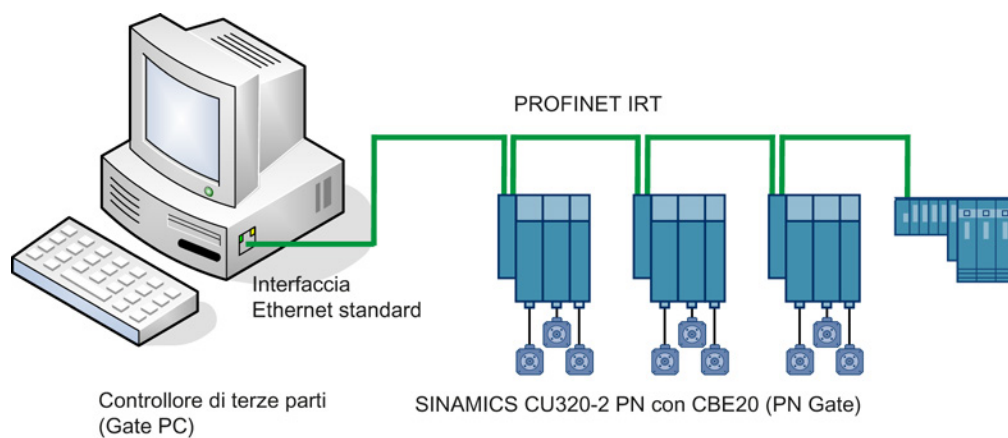 PROFINET IRT
Interfaccia
Ethernet standard
Controllore di terze parti
(Gate PC)
SINAMICS CU320-2 PN con CBE20 (PN Gate)